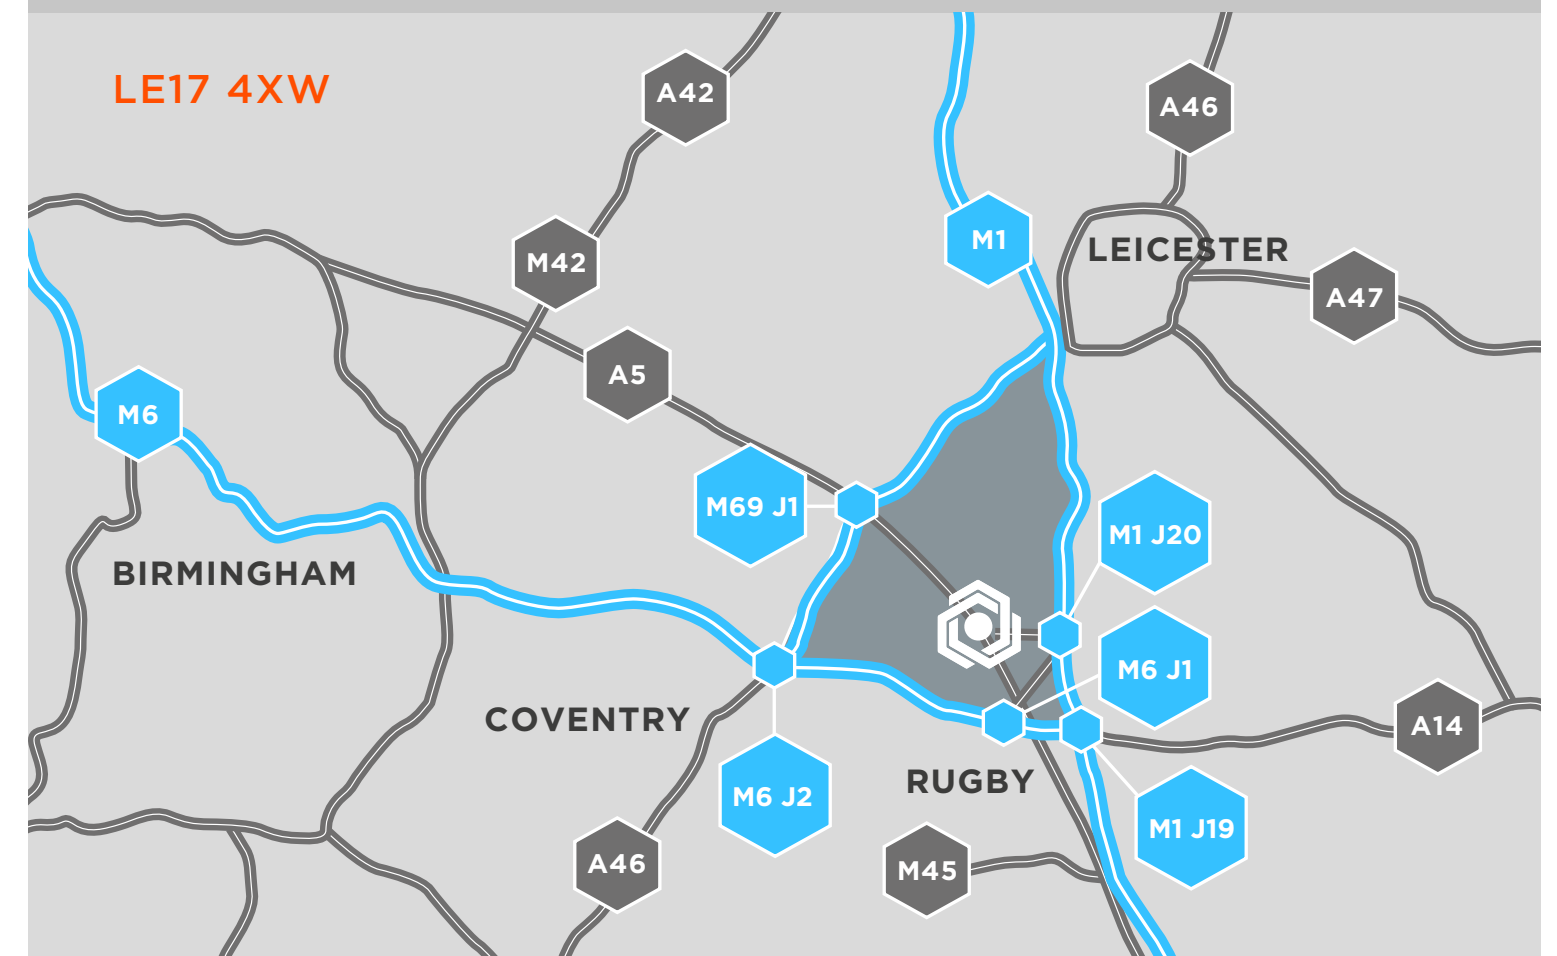 LE17 4XW
A42
A46
M1
LEICESTER
M42
A47
A5
M6
M69 J1
M1 J20
BIRMINGHAM
M6 J1
COVENTRY
A14
RUGBY
M6 J2
M1 J19
A46
M45